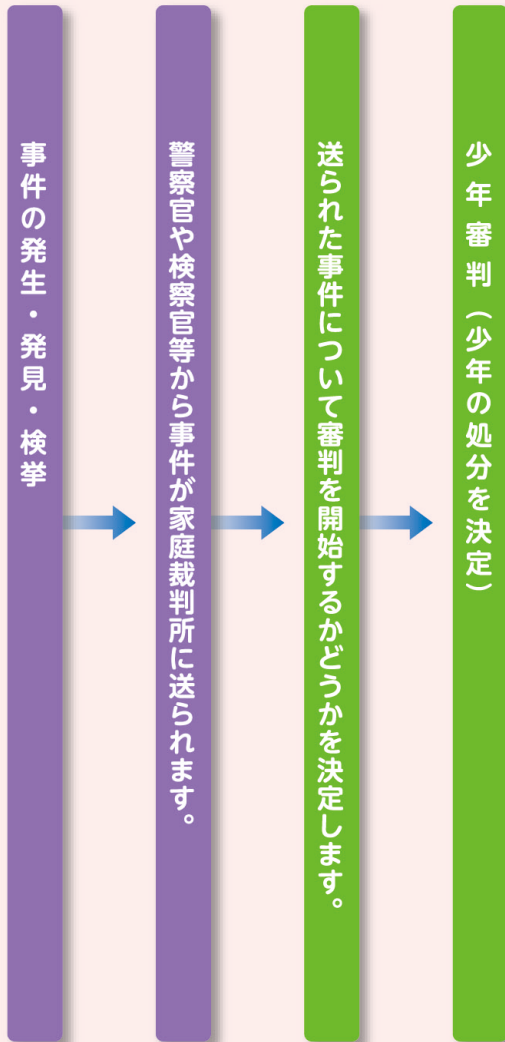 事件の発生・発見・検挙
警察官や検察官等から事件が家庭裁判所に送られます。
送られた事件について審判を開始するかどうかを決定します。
少年審判（少年の処分を決定）